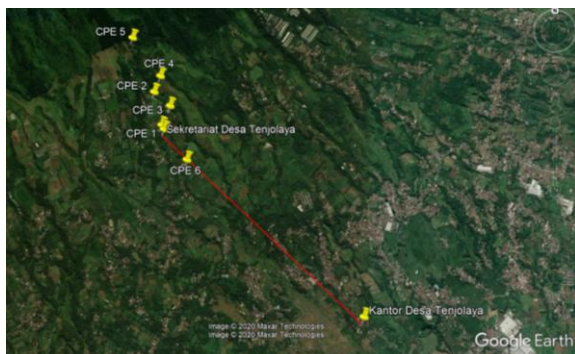 CPE 5
CPE 4
CPE 2
CPE 3
CPE 1
Sekretariat Desa Tenjolaya
CPE 6
Kantor Desa Tenjolaya
Image © 2020 Maxar Technologies
Image © 2020 Maxar Technologies
Google Earth